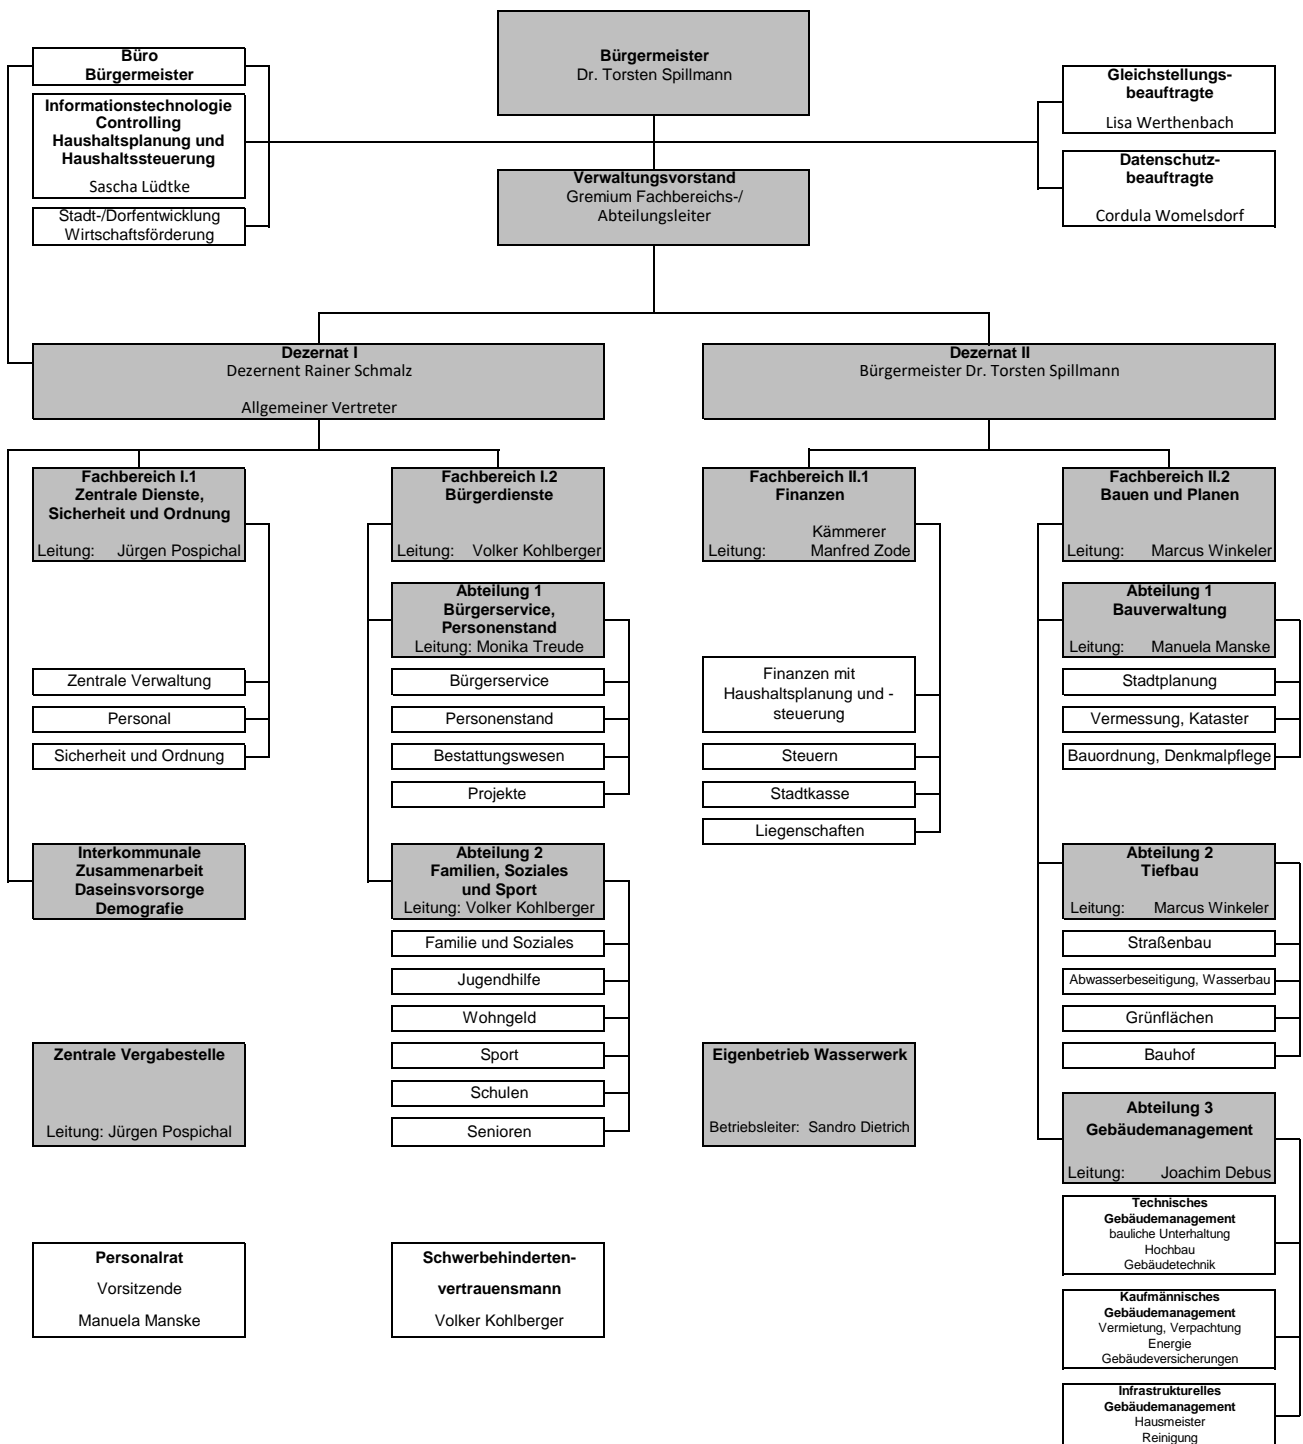 Bürgermeister
Dr. Torsten Spillmann
Büro
Bürgermeister
Informationstechnologie
Controlling
Haushaltsplanung und
Haushaltssteuerung
Sascha Lüdtke
Stadt-/Dorfentwicklung
Wirtschaftsförderung
Gleichstellungs-
beauftragte
Lisa Werthenbach
Datenschutz-
beauftragte
Cordula Womelsdorf
Verwaltungsvorstand
Gremium Fachbereichs-/
Abteilungsleiter
Dezernat I
Dezernent Rainer Schmalz
Allgemeiner Vertreter
Dezernat II
Bürgermeister Dr. Torsten Spillmann
Fachbereich I.1
Zentrale Dienste,
Sicherheit und Ordnung
Leitung: Jürgen Pospichal
Zentrale Verwaltung
Personal
Sicherheit und Ordnung
Interkommunale
Zusammenarbeit
Daseinsvorsorge
Demografie
Zentrale Vergabestelle
Leitung: Jürgen Pospichal
Personalrat
Vorsitzende
Manuela Manske
Fachbereich I.2
Bürgerdienste
Leitung: Volker Kohlberger
Abteilung 1
Bürgerservice,
Personenstand
Leitung: Monika Treude
Bürgerservice
Personenstand
Bestattungswesen
Projekte
Abteilung 2
Familien, Soziales
und Sport
Leitung: Volker Kohlberger
Familie und Soziales
Jugendhilfe
Wohngeld
Sport
Schulen
Senioren
Schwerbehinderten-
vertrauensmann
Volker Kohlberger
Fachbereich II.1
Finanzen
Kämmerer
Leitung: Manfred Zode
Finanzen mit
Haushaltsplanung und -
steuerung
Steuern
Stadtkasse
Liegenschaften
Eigenbetrieb Wasserwerk
Betriebsleiter: Sandro Dietrich
Fachbereich II.2
Bauen und Planen
Leitung: Marcus Winkeler
Abteilung 1
Bauverwaltung
Leitung: Manuela Manske
Stadtplanung
Vermessung, Kataster
Bauordnung, Denkmalpflege
Abteilung 2
Tiefbau
Leitung: Marcus Winkeler
Straßenbau
Abwasserbeseitigung, Wasserbau
Grünflächen
Bauhof
Abteilung 3
Gebäudemanagement
Leitung: Joachim Debus
Technisches
Gebäudemanagement
bauliche Unterhaltung
Hochbau
Gebäudetechnik
Kaufmännisches
Gebäudemanagement
Vermietung, Verpachtung
Energie
Gebäudeversicherungen
Infrastrukturelles
Gebäudemanagement
Hausmeister
Reinigung